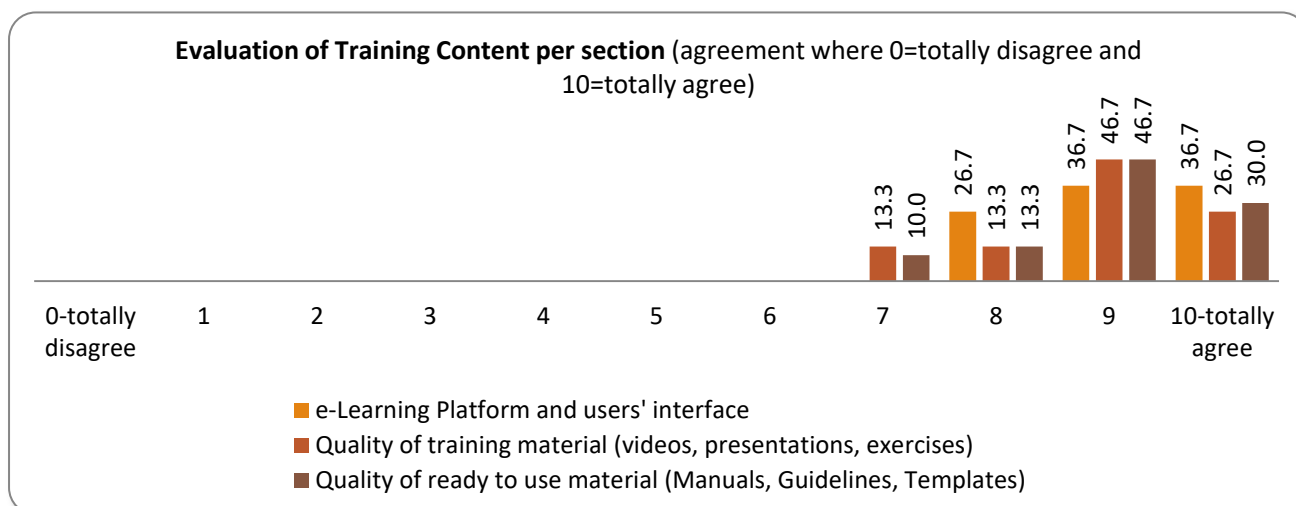 Evaluation of Training Content per section (agreement where 0=totally disagree and
10=totally agree)
13.3
10.0
26.7
13.3
13.3
36.7
46.7
46.7
36.7
26.7
30.0
0-totally
disagree
1
2
3
4
5
6
7
8
9
10-totally
agree
e-Learning Platform and users' interface
Quality of training material (videos, presentations, exercises)
Quality of ready to use material (Manuals, Guidelines, Templates)